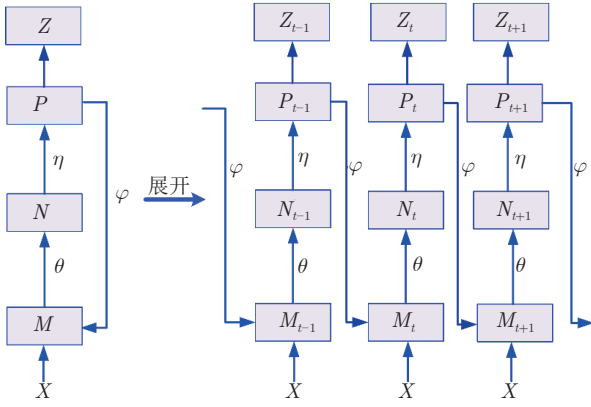 Z Z_{t-1} Z_t Z_{t+1}
P P_{t-1} P_t P_{t+1}
η η η η
φ 展开 φ φ φ φ
N N_{t-1} N_t N_{t+1}
θ θ θ θ
M M_{t-1} M_t M_{t+1}
X X X X